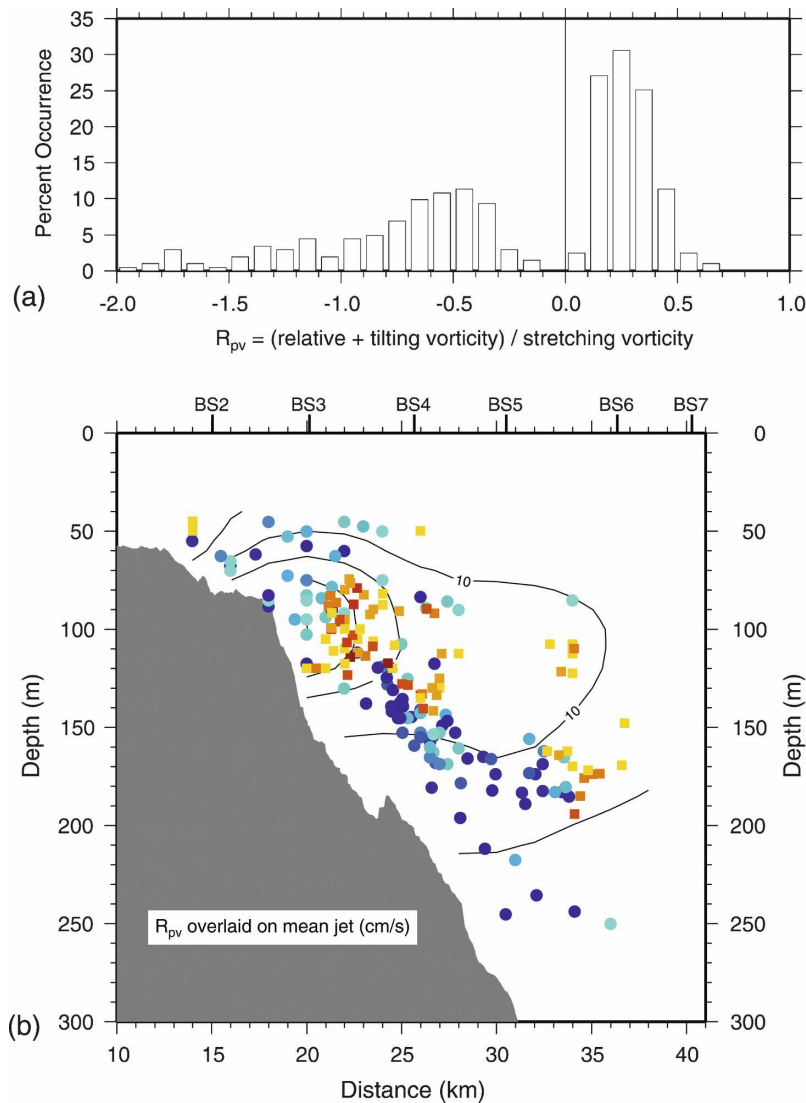 35
30
25
20
15
10
5
0
Percent Occurrence
(a)
-2.0 -1.5 -1.0 -0.5 0.0 0.5 1.0
Rpv = (relative + tilting vorticity) / stretching vorticity
BS2 BS3 BS4 BS5 BS6 BS7
0 0
50 50
10
100 100
10
150 150
200 200
250 250
300 300
Depth (m)
Depth (m)
Rpv overlaid on mean jet (cm/s)
(b)
10 15 20 25 30 35 40
Distance (km)